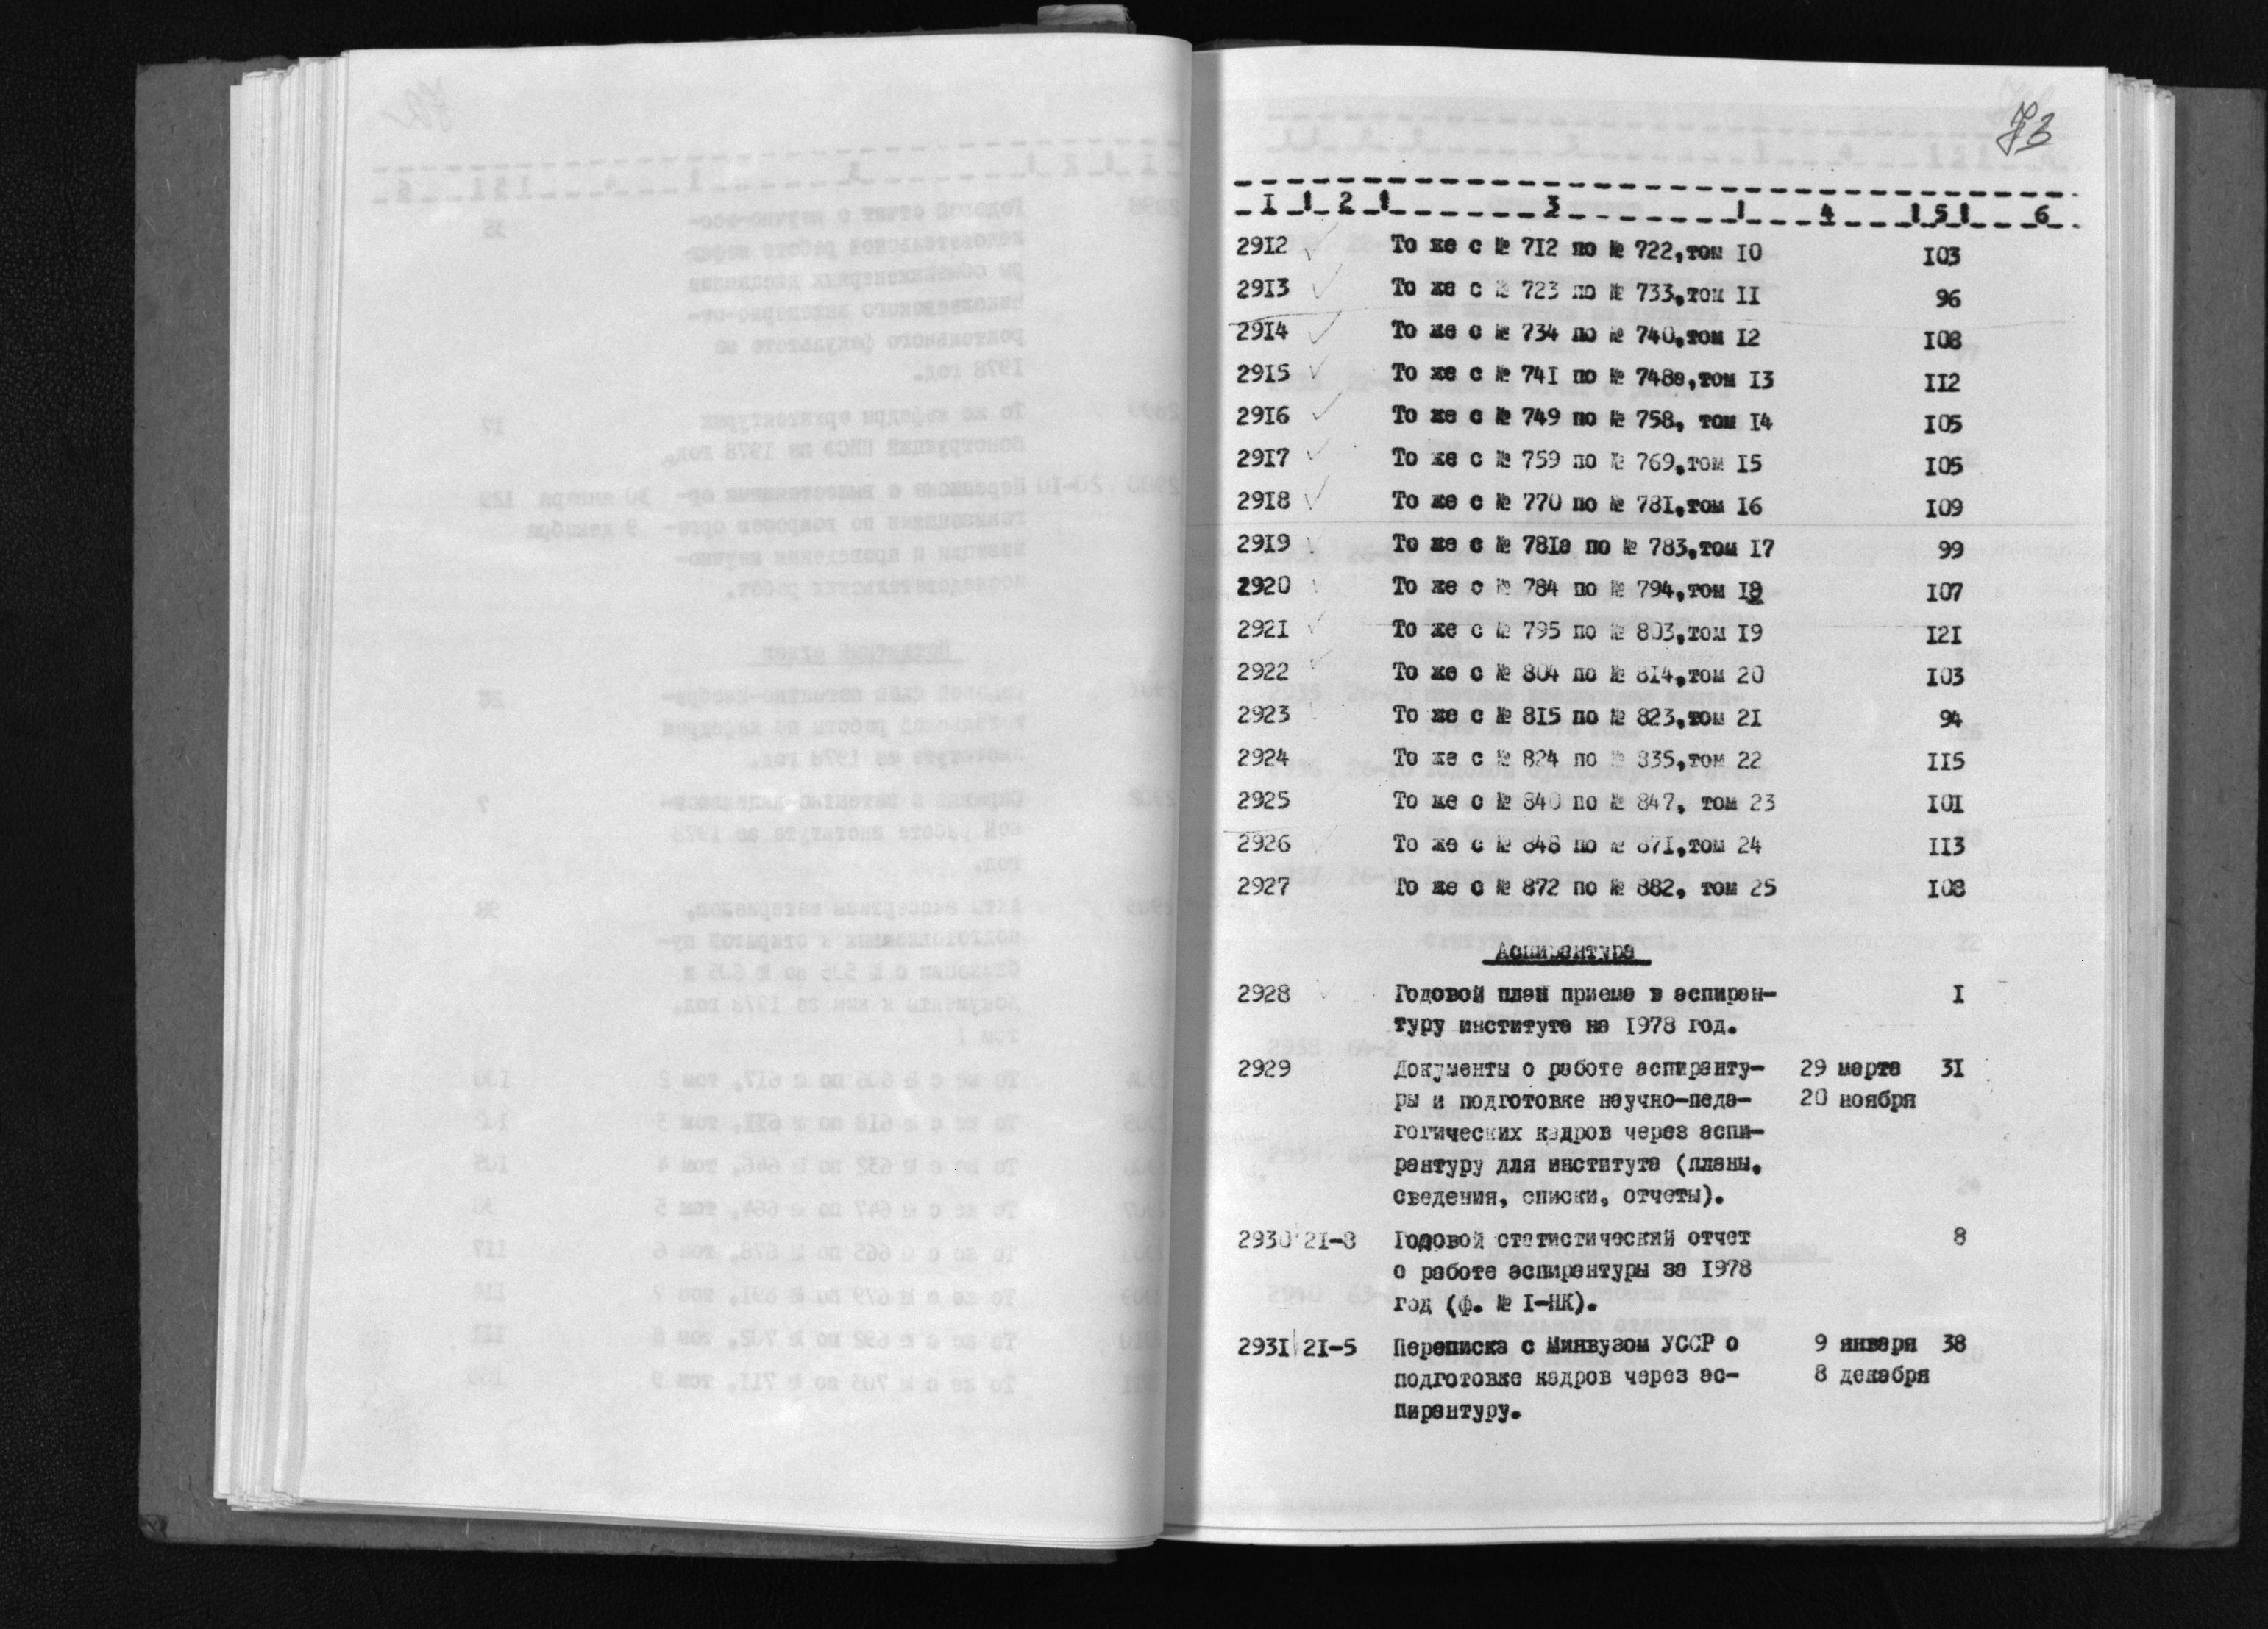 73
I 2 3 4 5 6
2912 То же с № 712 по № 722, том 10 103
2913 То же с № 723 по № 733, том 11 96
2914 То же с № 734 по № 740, том 12 108
2915 То же с № 741 по № 748а, том 13 112
2916 То же с № 749 по № 758, том 14 105
2917 То же с № 759 по № 769, том 15 105
2918 То же с № 770 по № 781, том 16 109
2919 То же с № 781а по № 783, том 17 99
2920 То же с № 784 по № 794, том 18 107
2921 То же с № 795 по № 803, том 19 121
2922 То же с № 804 по № 814, том 20 103
2923 То же с № 815 по № 823, том 21 94
2924 То же с № 824 по № 835, том 22 115
2925 То же с № 840 по № 847, том 23 101
2926 То же с № 848 по № 871, том 24 113
2927 То же с № 872 по № 882, том 25 108
Аспирантура
2928 Годовой план приема в аспиран- 1
туру института на 1978 год.
2929 Документы о работе аспиранту- 29 марта 31
ры и подготовке научно-педа- 20 ноября
гогических кадров через аспи-
рантуру для института (планы,
сведения, списки, отчеты).
2930 21-8 Годовой статистический отчет 8
о работе аспирантуры за 1978
год (ф. № 1-НК).
2931 21-5 Переписка с Минвузом УССР о 9 января 38
подготовке кадров через ас- 8 декабря
пирантуру.